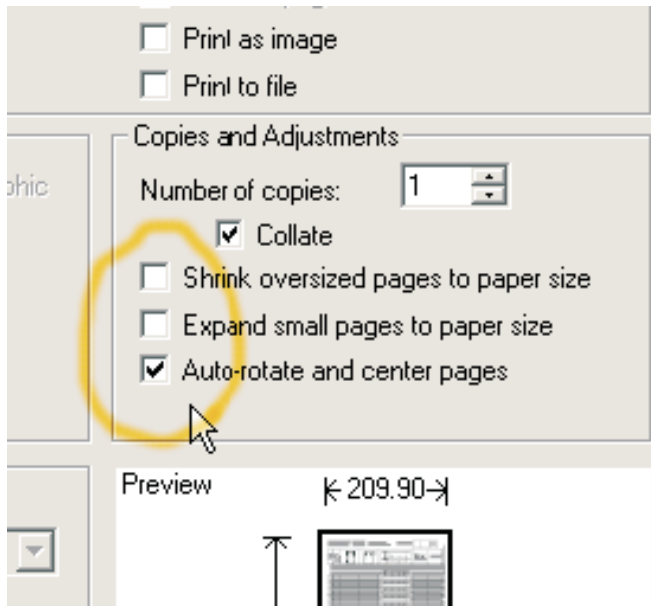 Print as image
Print to file
Copies and Adjustments
phic
Number of copies: 1
Collate
Shrink oversized pages to paper size
Expand small pages to paper size
Auto-rotate and center pages
Preview
209.90